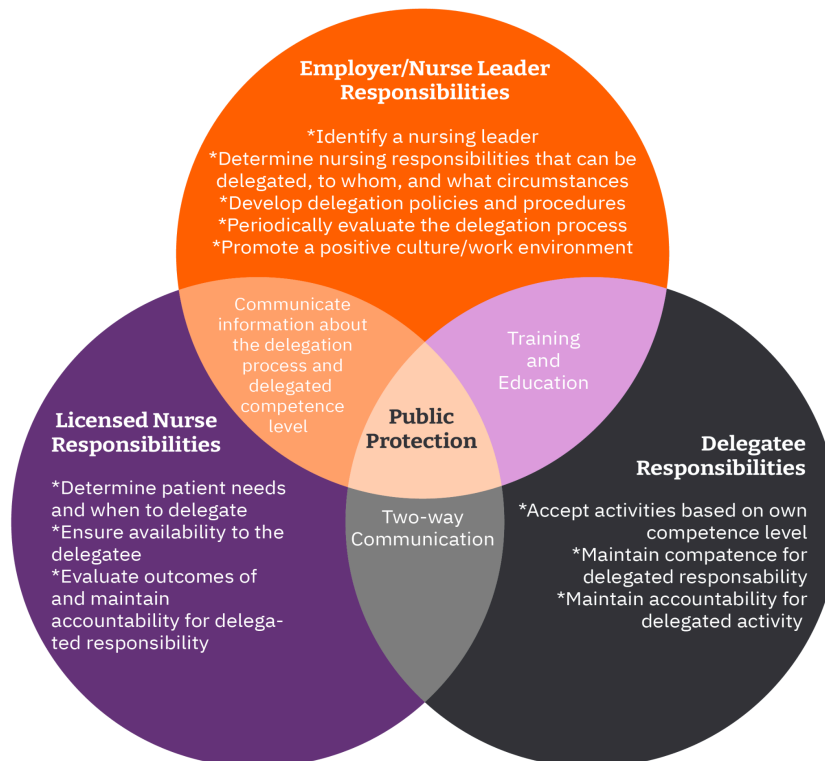 Employer/Nurse Leader
Responsibilities
*Identify a nursing leader
*Determine nursing responsibilities that can be
delegated, to whom, and what circumstances
*Develop delegation policies and procedures
*Periodically evaluate the delegation process
*Promote a positive culture/work environment
Communicate
information about
the delegation
process and
delegated
competence
level
Training
and
Education
Public
Protection
Licensed Nurse
Responsibilities
*Determine patient needs
and when to delegate
*Ensure availability to the
delegatee
*Evaluate outcomes of
and maintain
accountability for delega-
ted responsibility
Two-way
Communication
Delegatee
Responsibilities
*Accept activities based on own
competence level
*Maintain compatence for
delegated responsability
*Maintain accountability for
delegated activity